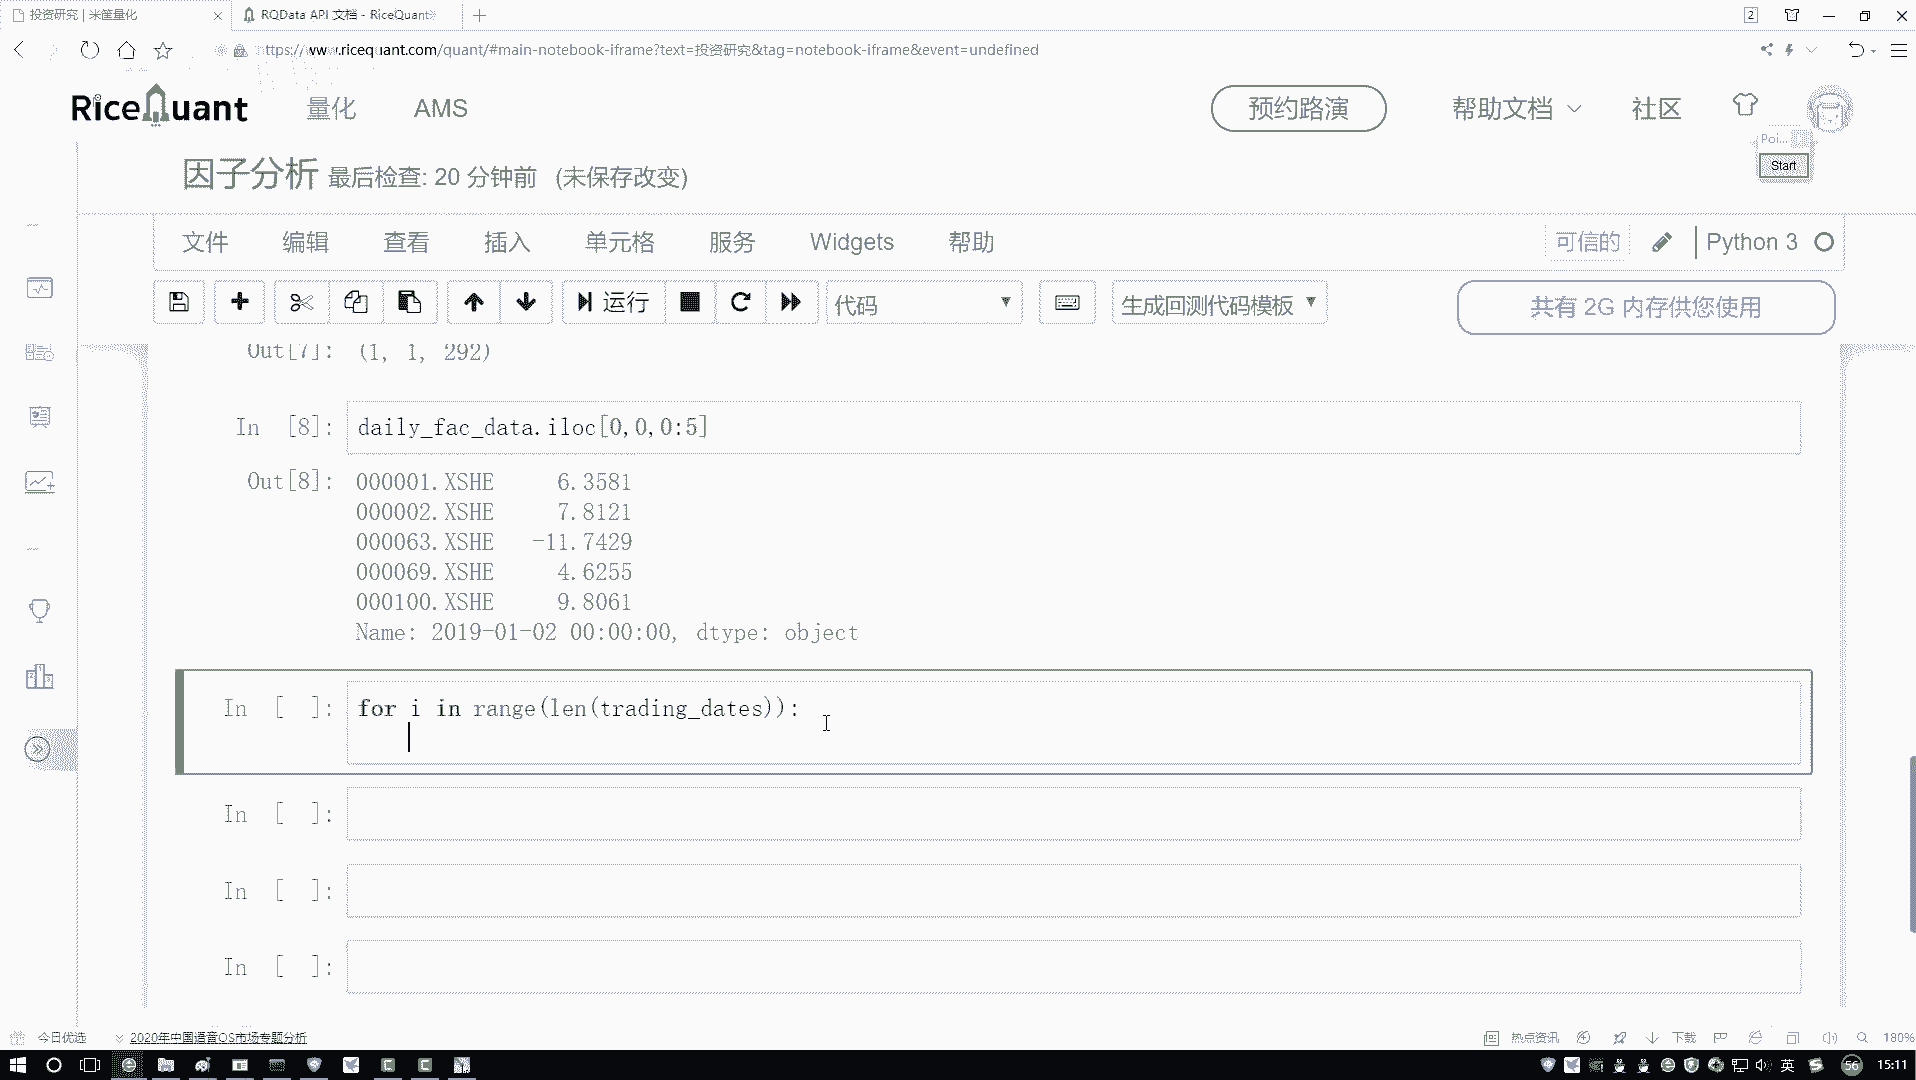 投资研究 | 米筐量化
RQData API 文档 - RiceQuant
2
https://www.ricequant.com/quant/#main-notebook-iframe?text=投资研究&tag=notebook-iframe&event=undefined
RiceQuant 量化 AMS 预约路演 帮助文档 社区
Poi...
Start
因子分析 最后检查: 20 分钟前 (未保存改变)
文件 编辑 查看 插入 单元格 服务 Widgets 帮助 可信的 Python 3
运行 代码 生成回测代码模板 共有 2G 内存供您使用
Out[7]: (1, 1, 292)
In [8]: daily_fac_data.iloc[0,0,0:5]
Out[8]: 000001.XSHE 6.3581
000002.XSHE 7.8121
000063.XSHE -11.7429
000069.XSHE 4.6255
000100.XSHE 9.8061
Name: 2019-01-02 00:00:00, dtype: object
In [ ]: for i in range(len(trading_dates)):
In [ ]:
In [ ]:
In [ ]:
今日优选 2020年中国语音OS市场专题分析 热点资讯 下载 180%
英 56 15:11